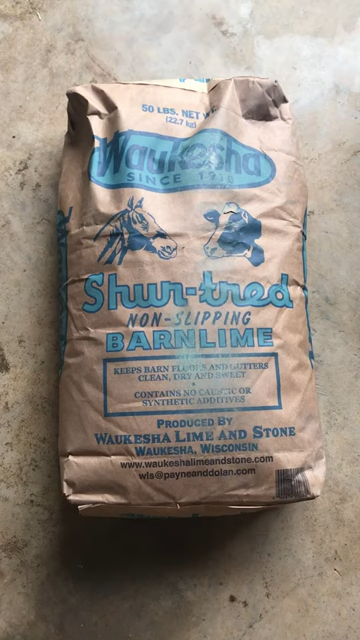 50 LBS. NET
(22.7 kg)
Waukesha
SINCE
Shur-tred
NON-SLIPPING
BARNLIME
KEEPS BARN FLOORS AND GUTTERS
CLEAN, DRY AND SWEET
•
CONTAINS NO CAUSTIC OR
SYNTHETIC ADDITIVES
PRODUCED BY
WAUKESHA LIME AND STONE
WAUKESHA, WISCONSIN
www.waukeshalimeandstone.com
wls@payneanddolan.com